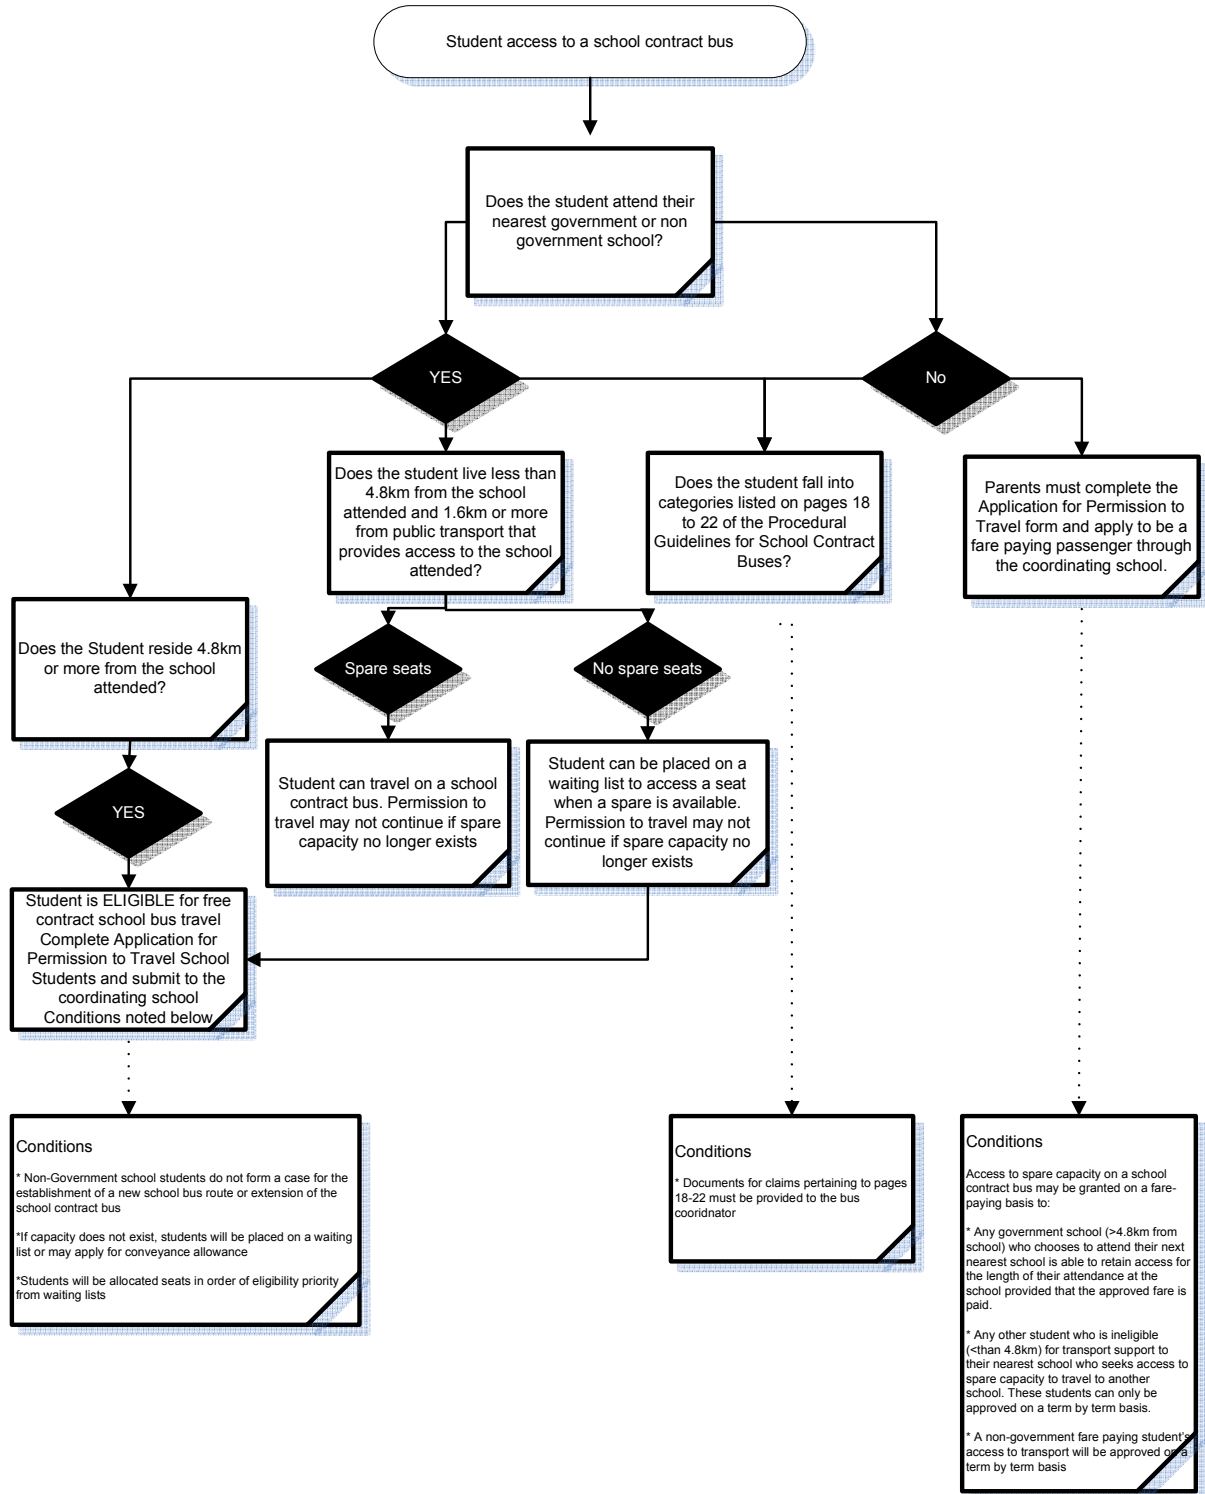 Student access to a school contract bus
Does the student attend their
nearest government or non
government school?
YES
No
Does the student live less than
4.8km from the school
attended and 1.6km or more
from public transport that
provides access to the school
attended?
Does the student fall into
categories listed on pages 18
to 22 of the Procedural
Guidelines for School Contract
Buses?
Parents must complete the
Application for Permission to
Travel form and apply to be a
fare paying passenger through
the coordinating school.
Does the Student reside 4.8km
or more from the school
attended?
Spare seats
No spare seats
YES
Student can travel on a school
contract bus. Permission to
travel may not continue if spare
capacity no longer exists
Student can be placed on a
waiting list to access a seat
when a spare is available.
Permission to travel may not
continue if spare capacity no
longer exists
Student is ELIGIBLE for free
contract school bus travel
Complete Application for
Permission to Travel School
Students and submit to the
coordinating school
Conditions noted below
Conditions
* Non-Government school students do not form a case for the
establishment of a new school bus route or extension of the
school contract bus
*If capacity does not exist, students will be placed on a waiting
list or may apply for conveyance allowance
*Students will be allocated seats in order of eligibility priority
from waiting lists
Conditions
* Documents for claims pertaining to pages
18-22 must be provided to the bus
cooridnator
Conditions
Access to spare capacity on a school
contract bus may be granted on a fare-
paying basis to:
* Any government school (>4.8km from
school) who chooses to attend their next
nearest school is able to retain access for
the length of their attendance at the
school provided that the approved fare is
paid.
* Any other student who is ineligible
(<than 4.8km) for transport support to
their nearest school who seeks access to
spare capacity to travel to another
school. These students can only be
approved on a term by term basis.
* A non-government fare paying student's
access to transport will be approved on a
term by term basis